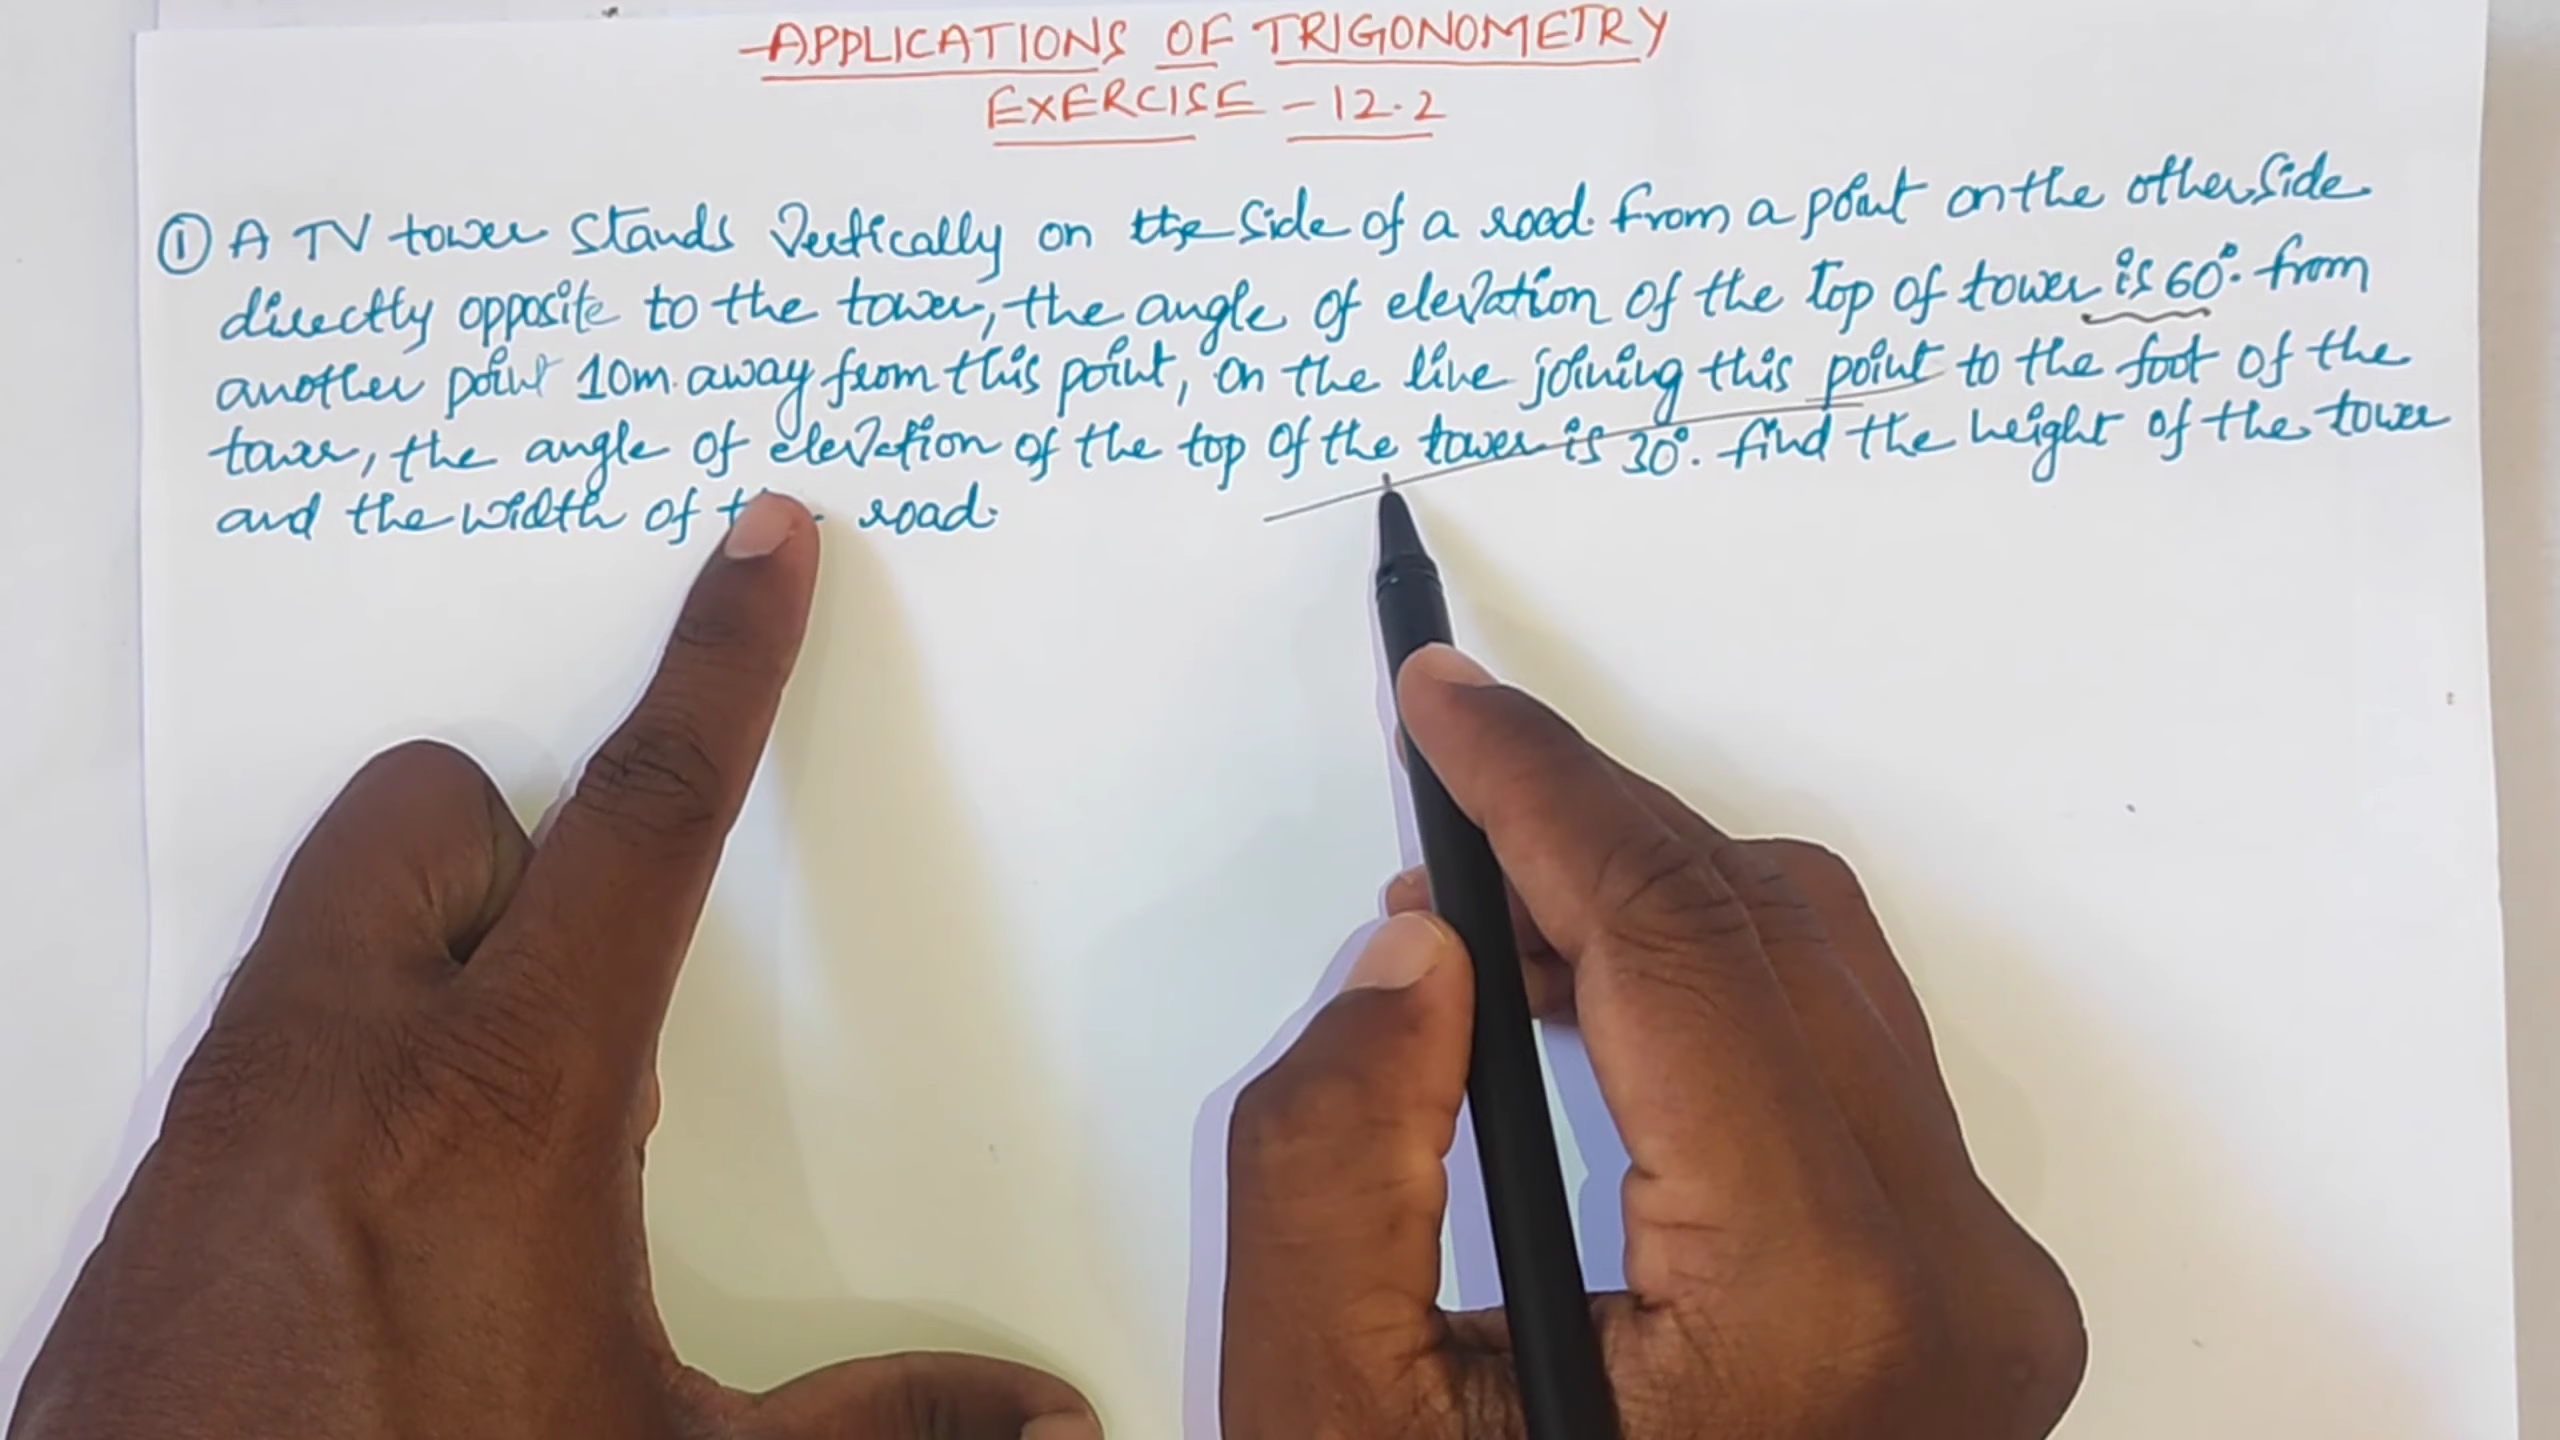 APPLICATIONS OF TRIGONOMETRY
EXERCISE - 12.2
① A TV tower stands vertically on the side of a road. from a point on the other side
directly opposite to the tower, the angle of elevation of the top of tower is 60°. from
another point 10m away from this point, on the line joining this point to the foot of the
tower, the angle of elevation of the top of the tower is 30°. find the height of the tower
and the width of road.